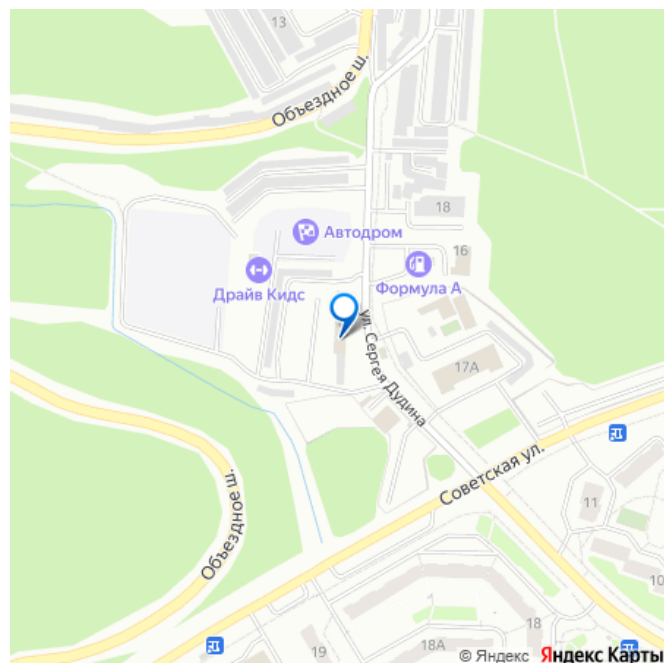 13
Объездное ш.
18
Автодром
16
Драйв Кидс
Формула А
ул. Сергея Дудина
17А
Советская ул.
Объездное ш.
11
10
18
19
18А
© Яндекс Яндекс Карты